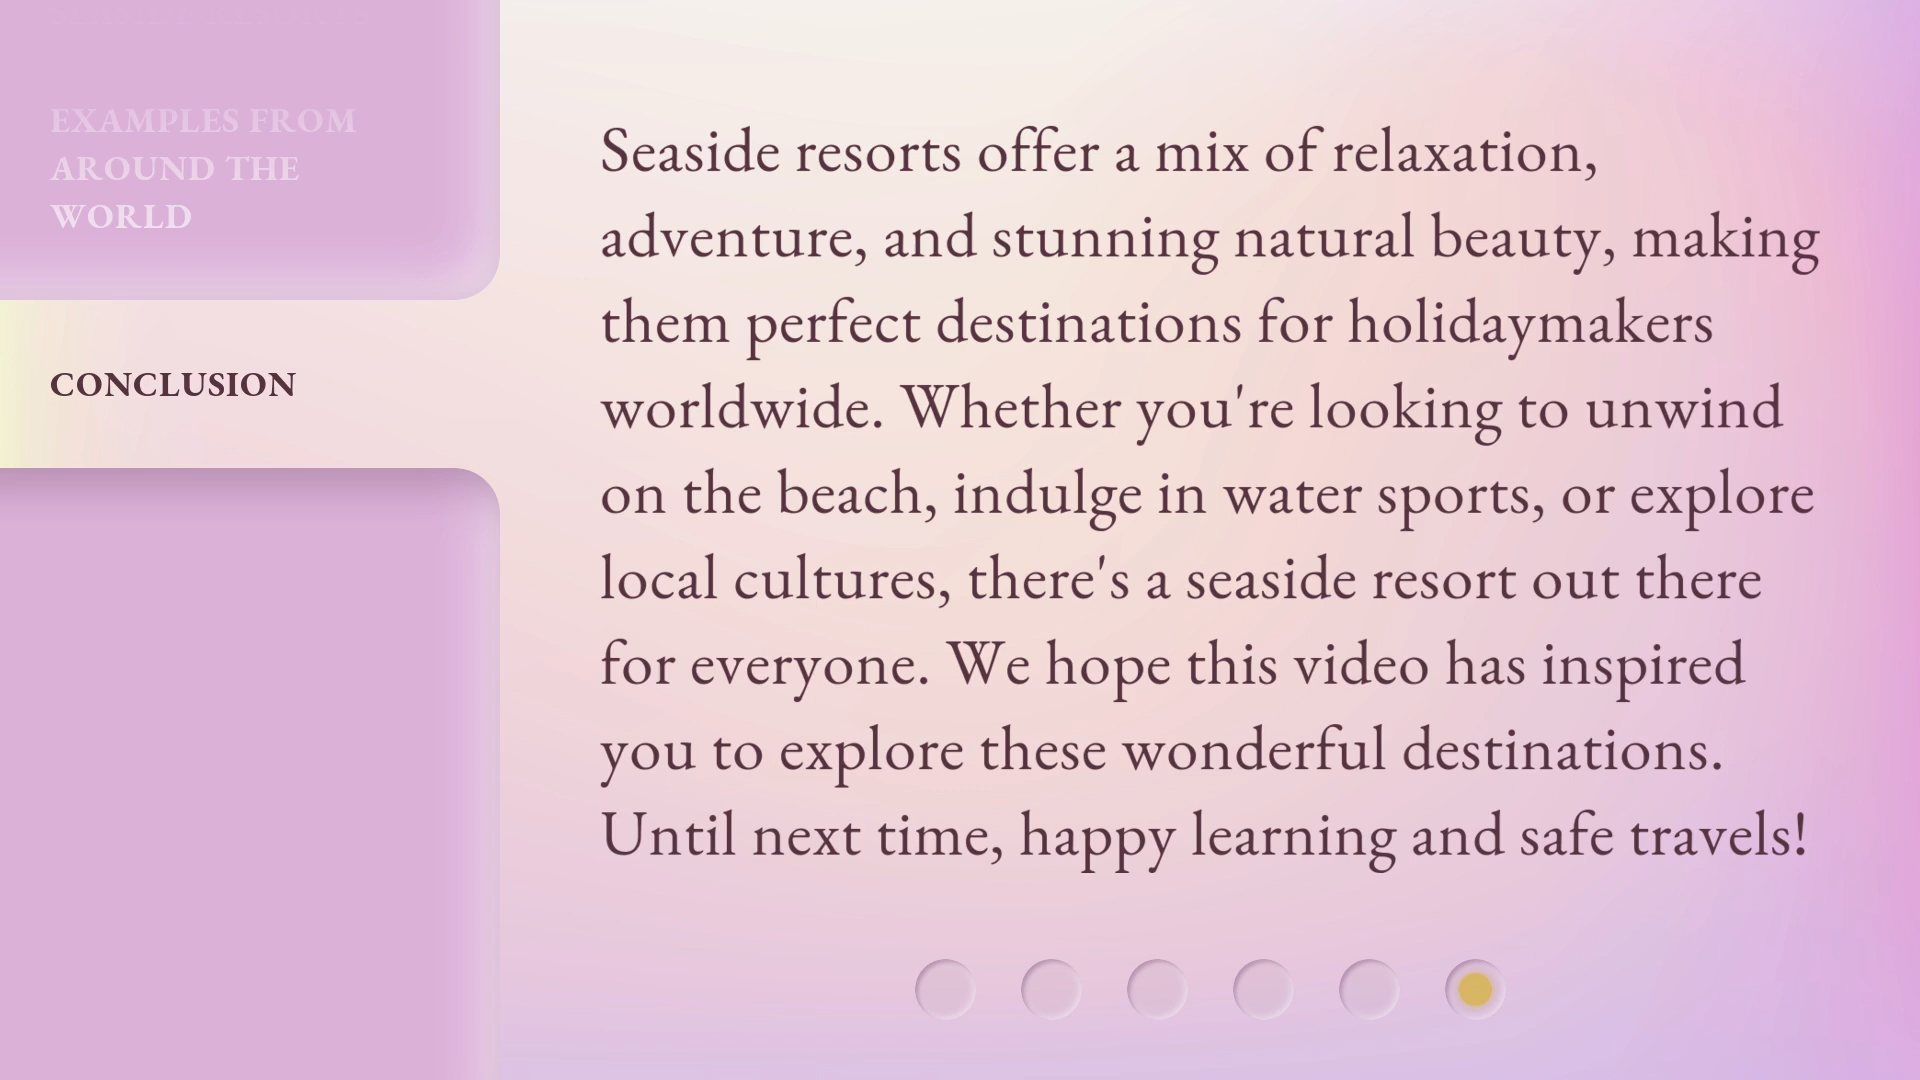 EXAMPLES FROM
AROUND THE
WORLD
CONCLUSION
Seaside resorts offer a mix of relaxation,
adventure, and stunning natural beauty, making
them perfect destinations for holidaymakers
worldwide. Whether you're looking to unwind
on the beach, indulge in water sports, or explore
local cultures, there's a seaside resort out there
for everyone. We hope this video has inspired
you to explore these wonderful destinations.
Until next time, happy learning and safe travels!